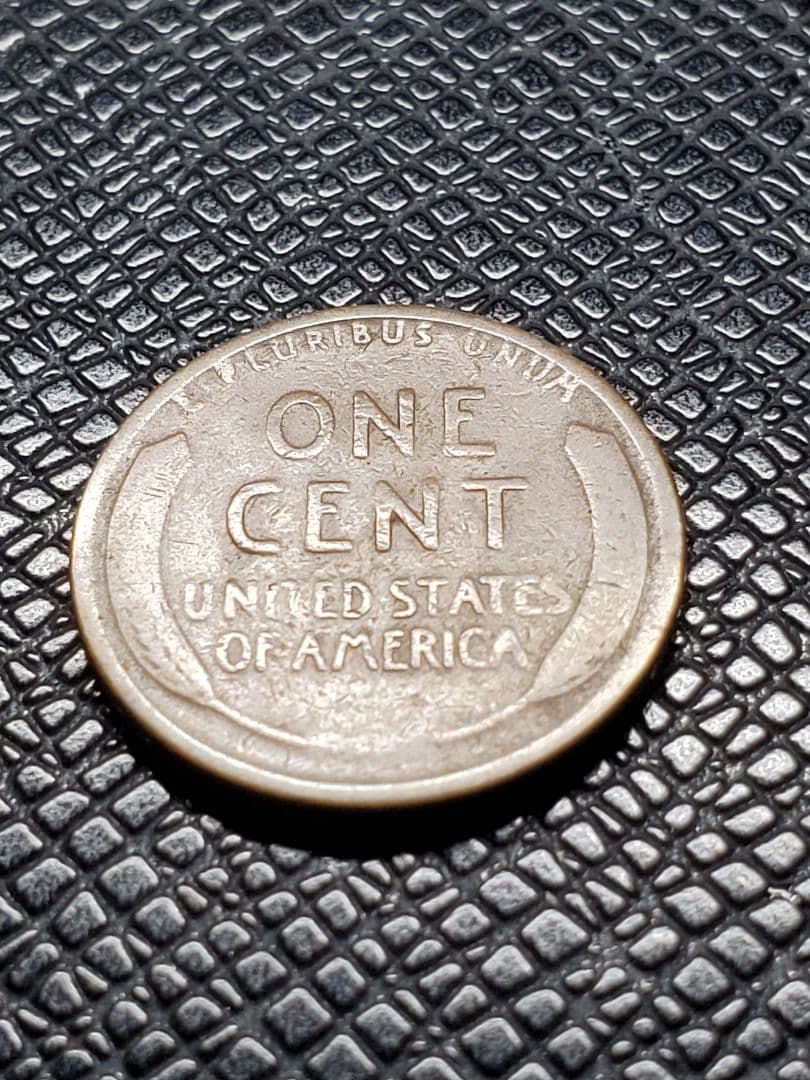 E PLURIBUS UNUM
ONE
CENT
UNITED STATES
OF AMERICA